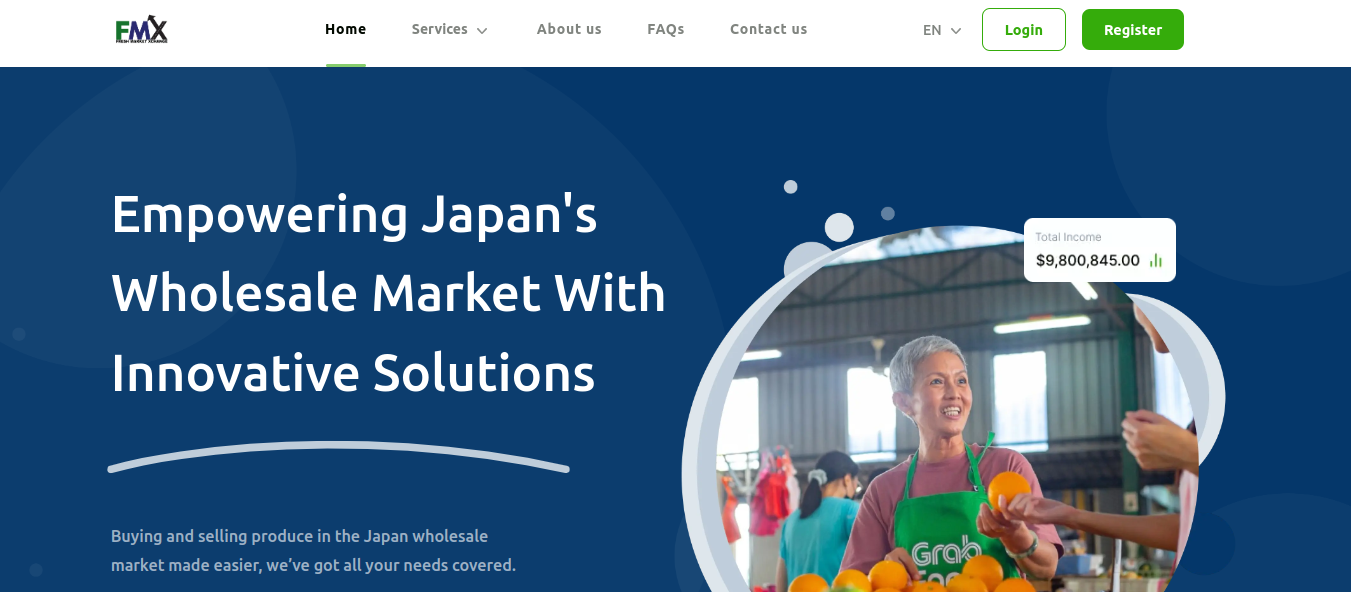 FMX
FRESH MARKET XCHANGE
Home
Services
About us
FAQs
Contact us
EN
Login
Register
Empowering Japan's
Wholesale Market With
Innovative Solutions
Buying and selling produce in the Japan wholesale
market made easier, we’ve got all your needs covered.
Total Income
$9,800,845.00
Grab